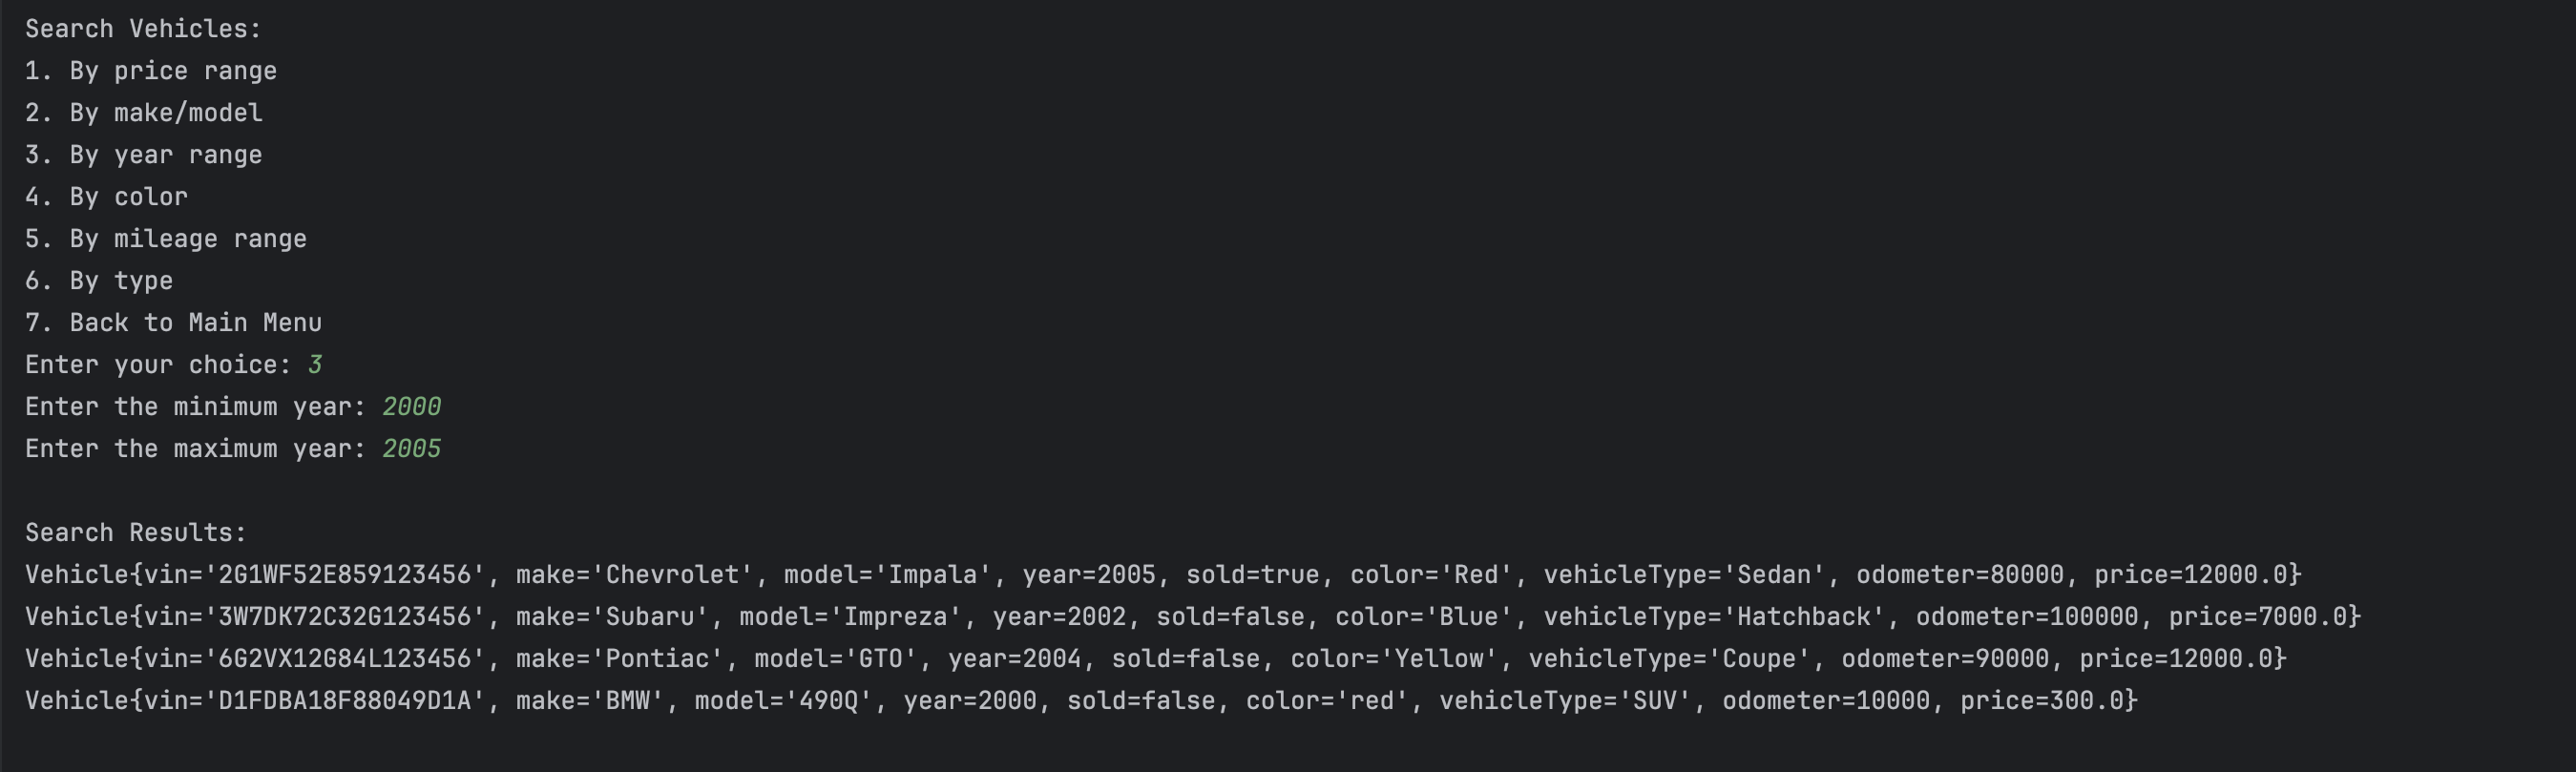 Search Vehicles:
1. By price range
2. By make/model
3. By year range
4. By color
5. By mileage range
6. By type
7. Back to Main Menu
Enter your choice: 3
Enter the minimum year: 2000
Enter the maximum year: 2005
Search Results:
Vehicle{vin='2G1WF52E859123456', make='Chevrolet', model='Impala', year=2005, sold=true, color='Red', vehicleType='Sedan', odometer=80000, price=12000.0}
Vehicle{vin='3W7DK72C32G123456', make='Subaru', model='Impreza', year=2002, sold=false, color='Blue', vehicleType='Hatchback', odometer=100000, price=7000.0}
Vehicle{vin='6G2VX12G84L123456', make='Pontiac', model='GTO', year=2004, sold=false, color='Yellow', vehicleType='Coupe', odometer=90000, price=12000.0}
Vehicle{vin='D1FDBA18F88049D1A', make='BMW', model='490Q', year=2000, sold=false, color='red', vehicleType='SUV', odometer=10000, price=300.0}